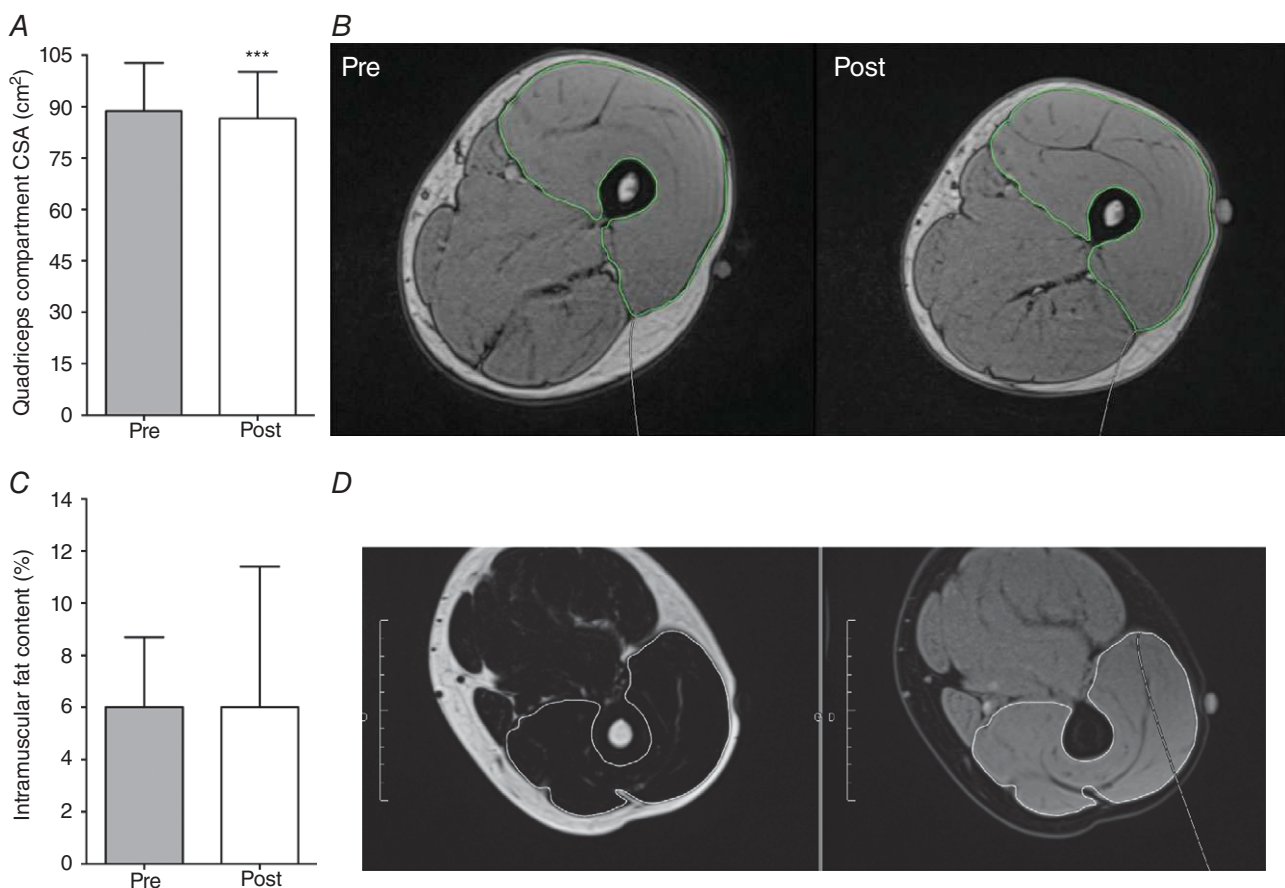 A
Quadriceps compartment CSA (cm²)
105
90
75
60
45
30
15
0
***
Pre
Post
B
Pre
Post
C
Intramuscular fat content (%)
14
12
10
8
6
4
2
0
Pre
Post
D